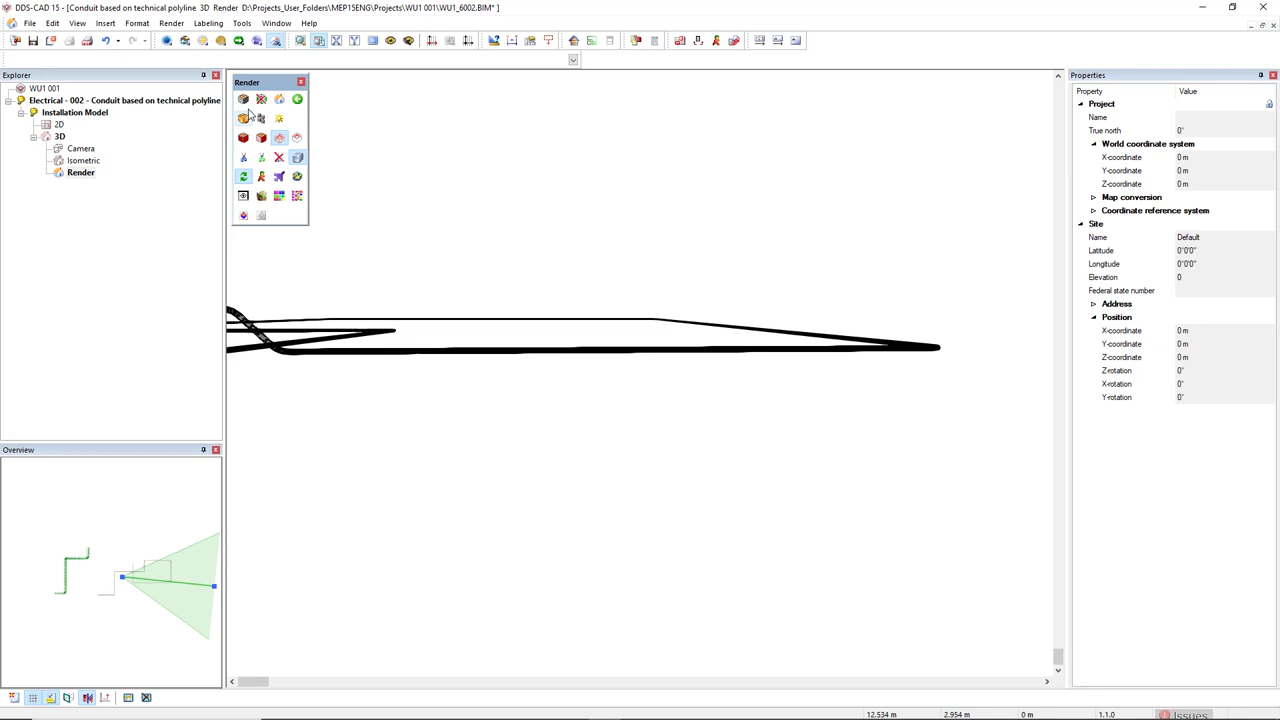 DDS-CAD 15 - [Conduit based on technical polyline 3D Render D:\Projects_User_Folders\MEP15ENG\Projects\WU1 001\WU1_6002.BIM* ]
File Edit View Insert Format Render Labeling Tools Window Help
Explorer
WU1 001
Electrical - 002 - Conduit based on technical polyline
Installation Model
2D
3D
Camera
Isometric
Render
Overview
Render
Properties
Property Value
Project
Name
True north 0°
World coordinate system
X-coordinate 0 m
Y-coordinate 0 m
Z-coordinate 0 m
Map conversion
Coordinate reference system
Site
Name Default
Latitude 0°0'0"
Longitude 0°0'0"
Elevation 0
Federal state number
Address
Position
X-coordinate 0 m
Y-coordinate 0 m
Z-coordinate 0 m
Z-rotation 0°
X-rotation 0°
Y-rotation 0°
12.534 m 2.954 m 0 m 1.1.0 Issues